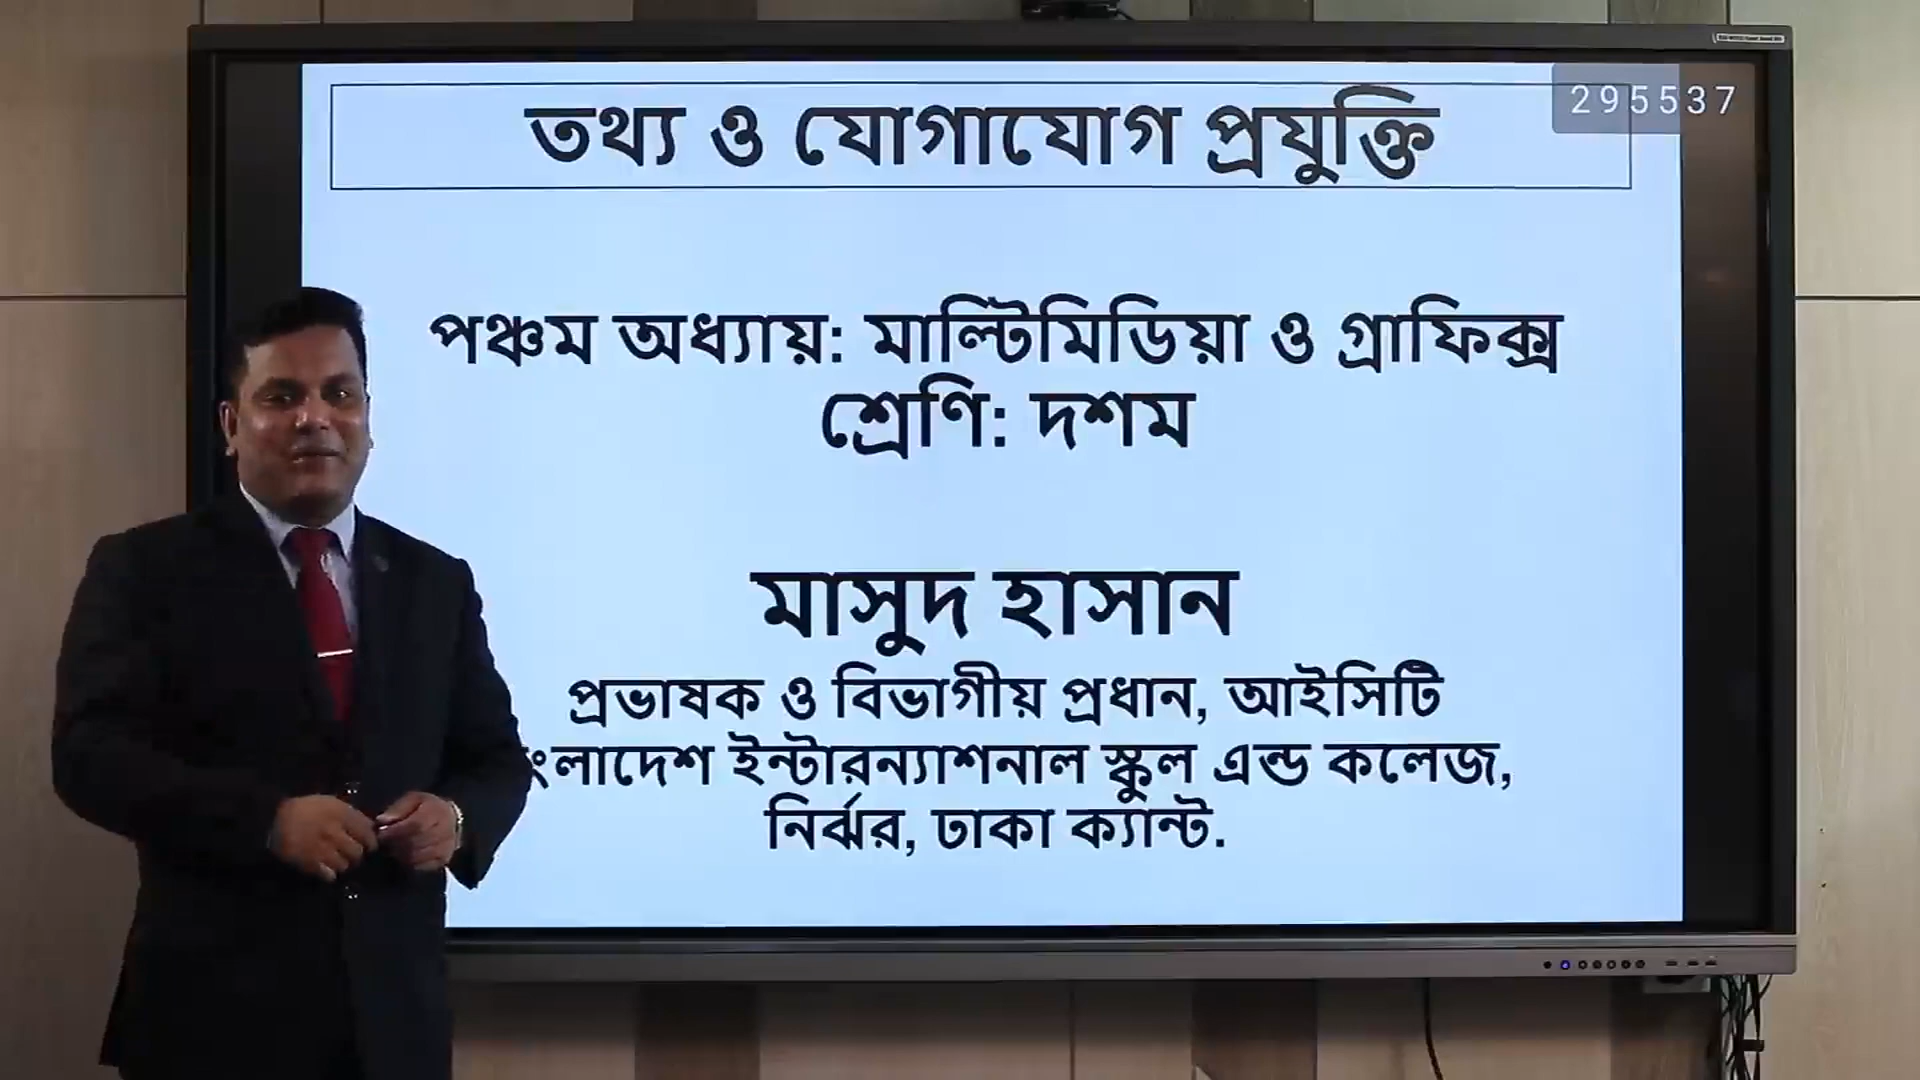 তথ্য ও যোগাযোগ প্রযুক্তি
295537
পঞ্চম অধ্যায়: মাল্টিমিডিয়া ও গ্রাফিক্স
শ্রেণি: দশম
মাসুদ হাসান
প্রভাষক ও বিভাগীয় প্রধান, আইসিটি
ইন্টারন্যাশনাল স্কুল এন্ড কলেজ,
নির্ঝর, ঢাকা ক্যান্ট.